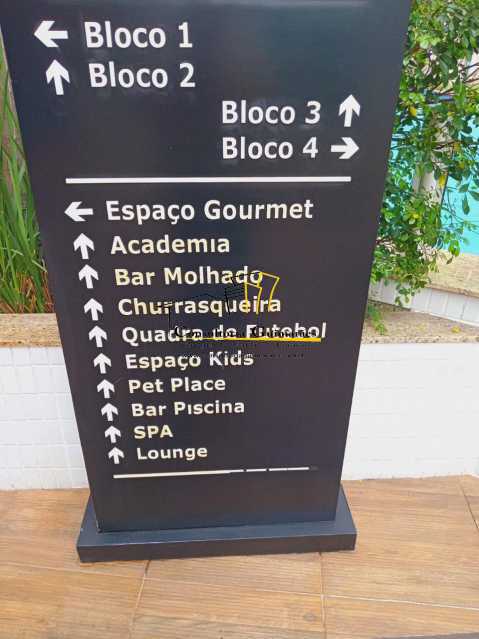 Bloco 1
Bloco 2
Bloco 3
Bloco 4
Espaço Gourmet
Academia
Bar Molhado
Churrasqueira
Quadra
Espaço Kids
Pet Place
Bar Piscina
SPA
Lounge